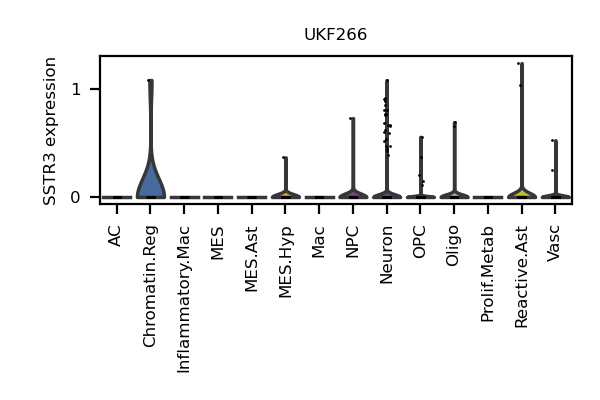 UKF266
SSTR3 expression
1
0
AC
Chromatin.Reg
Inflammatory.Mac
MES
MES.Ast
MES.Hyp
Mac
NPC
Neuron
OPC
Oligo
Prolif.Metab
Reactive.Ast
Vasc